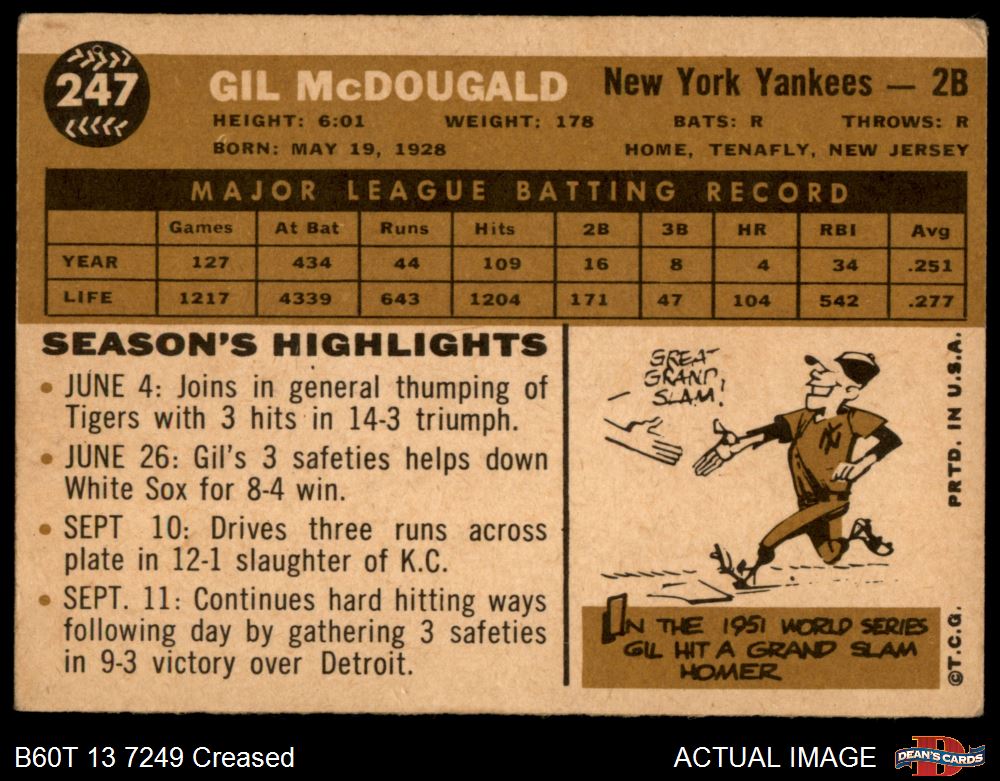 247
GIL McDOUGALD
New York Yankees — 2B
HEIGHT: 6:01 WEIGHT: 178 BATS: R THROWS: R
BORN: MAY 19, 1928 HOME, TENAFLY, NEW JERSEY
MAJOR LEAGUE BATTING RECORD
Games At Bat Runs Hits 2B 3B HR RBI Avg
YEAR 127 434 44 109 16 8 4 34 .251
LIFE 1217 4339 643 1204 171 47 104 542 .277
SEASON'S HIGHLIGHTS
• JUNE 4: Joins in general thumping of
Tigers with 3 hits in 14-3 triumph.
• JUNE 26: Gil's 3 safeties helps down
White Sox for 8-4 win.
• SEPT 10: Drives three runs across
plate in 12-1 slaughter of K.C.
• SEPT. 11: Continues hard hitting ways
following day by gathering 3 safeties
in 9-3 victory over Detroit.
GREAT
GRAND
SLAM!
NY
IN THE 1951 WORLD SERIES
GIL HIT A GRAND SLAM
HOMER
©T.C.G. PRTD. IN U.S.A.
B60T 13 7249 Creased
ACTUAL IMAGE
D
DEAN'S CARDS